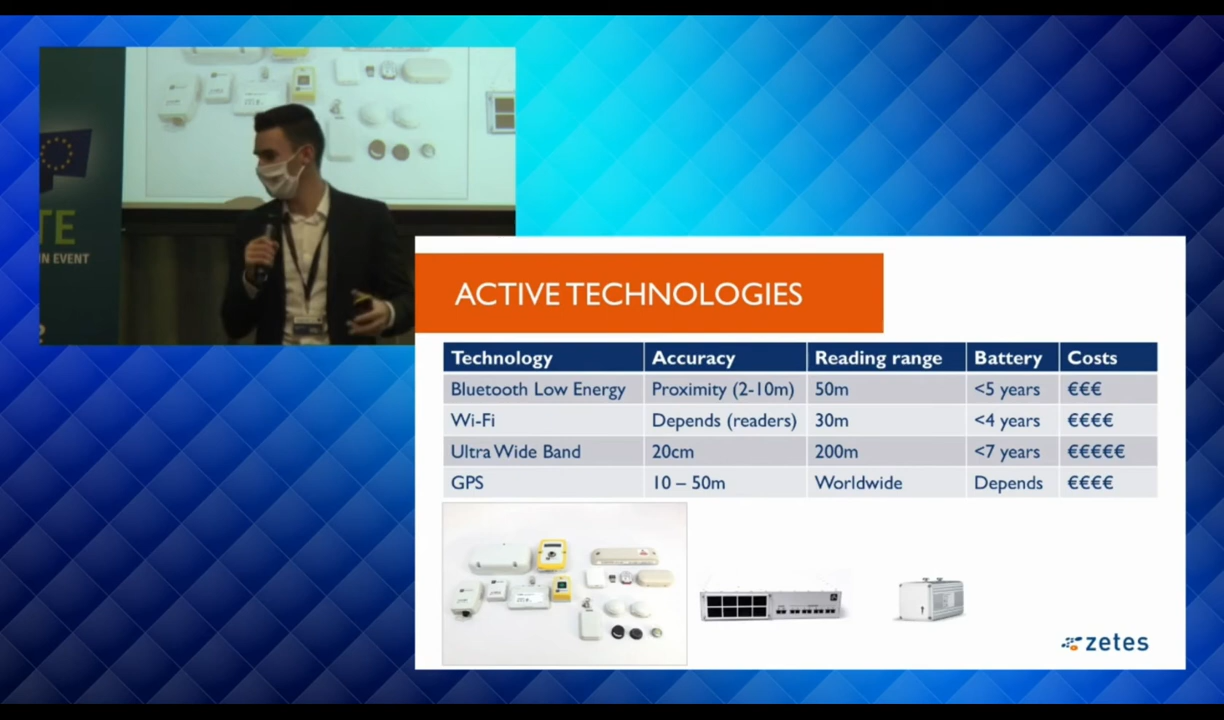 TE
N EVENT
ACTIVE TECHNOLOGIES
Technology Accuracy Reading range Battery Costs
Bluetooth Low Energy Proximity (2-10m) 50m <5 years €€€
Wi-Fi Depends (readers) 30m <4 years €€€€
Ultra Wide Band 20cm 200m <7 years €€€€€
GPS 10 – 50m Worldwide Depends €€€€
zetes